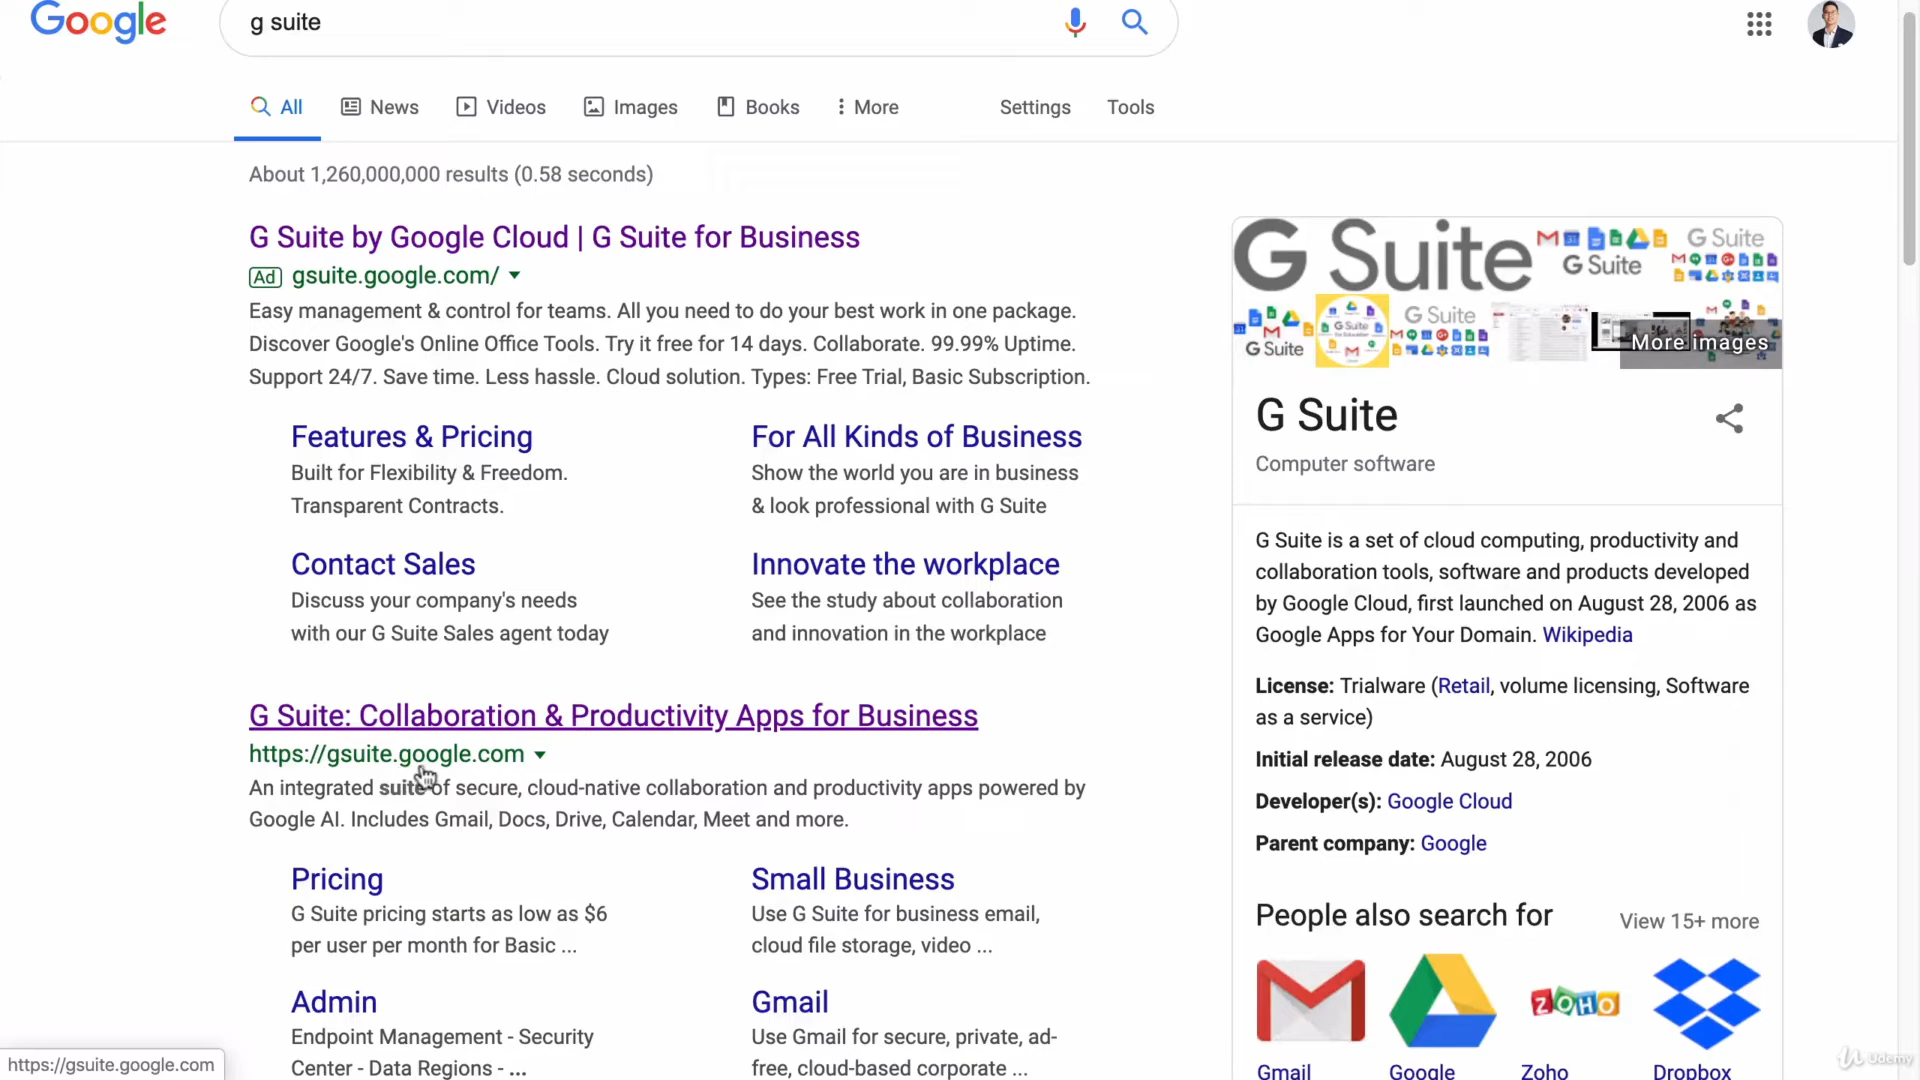 Google
g suite
All
News
Videos
Images
Books
More
Settings
Tools
About 1,260,000,000 results (0.58 seconds)
G Suite by Google Cloud | G Suite for Business
Ad gsuite.google.com/
Easy management & control for teams. All you need to do your best work in one package.
Discover Google's Online Office Tools. Try it free for 14 days. Collaborate. 99.99% Uptime.
Support 24/7. Save time. Less hassle. Cloud solution. Types: Free Trial, Basic Subscription.
Features & Pricing
Built for Flexibility & Freedom.
Transparent Contracts.
For All Kinds of Business
Show the world you are in business
& look professional with G Suite
Contact Sales
Discuss your company's needs
with our G Suite Sales agent today
Innovate the workplace
See the study about collaboration
and innovation in the workplace
G Suite: Collaboration & Productivity Apps for Business
https://gsuite.google.com
An integrated suite of secure, cloud-native collaboration and productivity apps powered by
Google AI. Includes Gmail, Docs, Drive, Calendar, Meet and more.
Pricing
G Suite pricing starts as low as $6
per user per month for Basic ...
Small Business
Use G Suite for business email,
cloud file storage, video ...
Admin
Endpoint Management - Security
Center - Data Regions - ...
Gmail
Use Gmail for secure, private, ad-
free, cloud-based corporate ...
https://gsuite.google.com
G Suite
G Suite
G Suite
G Suite
G Suite
G Suite
More images
G Suite
Computer software
G Suite is a set of cloud computing, productivity and
collaboration tools, software and products developed
by Google Cloud, first launched on August 28, 2006 as
Google Apps for Your Domain. Wikipedia
License: Trialware (Retail, volume licensing, Software
as a service)
Initial release date: August 28, 2006
Developer(s): Google Cloud
Parent company: Google
People also search for
View 15+ more
ZOHO
Gmail
Google
Zoho
Dropbox
Udemy